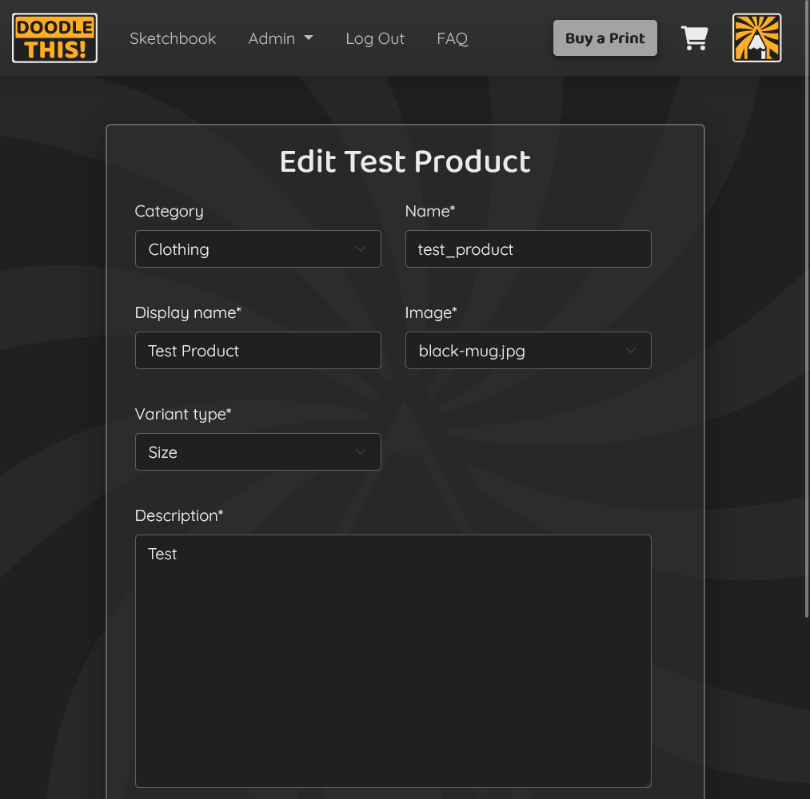 DOODLE
THIS!
Sketchbook
Admin
Log Out
FAQ
Buy a Print
Edit Test Product
Category
Name*
Clothing
test_product
Display name*
Image*
Test Product
black-mug.jpg
Variant type*
Size
Description*
Test